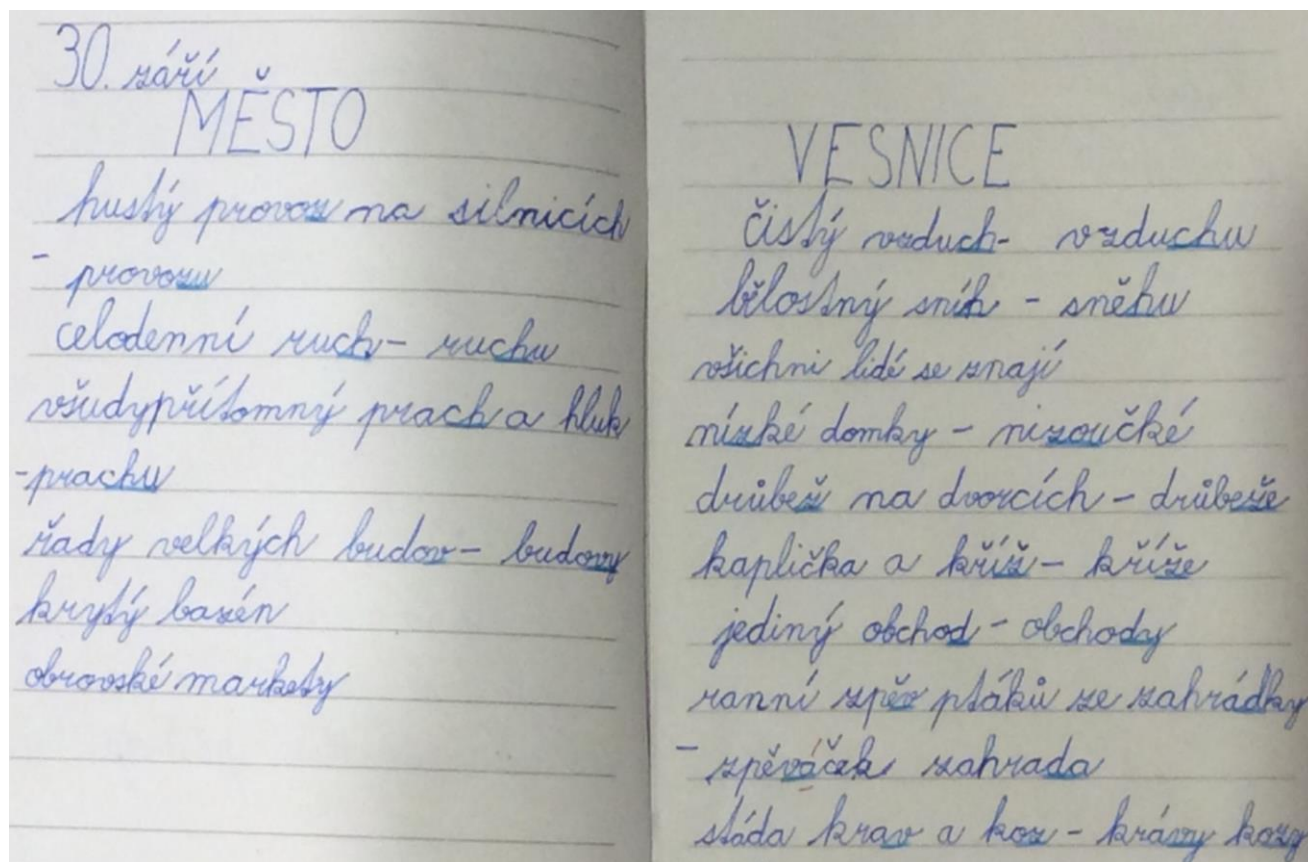 30. září
MĚSTO
hustý provoz na silnicích
- provozu
celodenní ruch - ruchu
všudypřítomný prach a hluk
- prachu
řady velkých budov - budovy
krytý bazén
obrovské markety
VESNICE
čistý vzduch - vzduchu
bělostný sníh - sněhu
všichni lidé se znají
nízké domky - nizoučké
drůbež na dvorcích - drůbeže
kaplička a kříž - kříže
jediný obchod - obchody
ranní zpěv ptáků ze zahrádky
- zpěváček zahrada
stáda krav a koz - krávy kozy